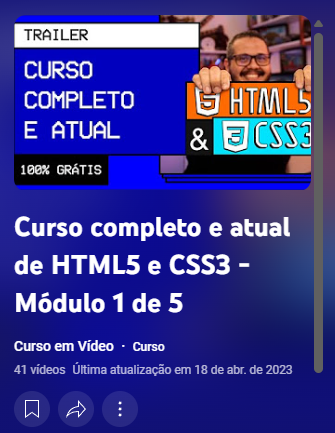 TRAILER
CURSO
COMPLETO
E ATUAL
HTML5
& CSS3
100% GRÁTIS
Curso completo e atual
de HTML5 e CSS3 -
Módulo 1 de 5
Curso em Vídeo · Curso
41 vídeos Última atualização em 18 de abr. de 2023